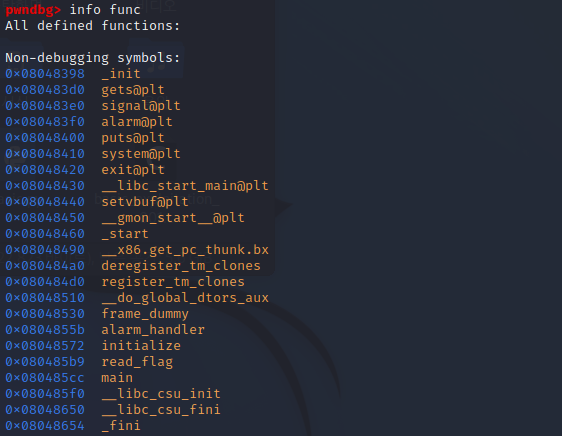 pwndbg> info func
All defined functions:
Non-debugging symbols:
0×08048398 _init
0×080483d0 gets@plt
0×080483e0 signal@plt
0×080483f0 alarm@plt
0×08048400 puts@plt
0×08048410 system@plt
0×08048420 exit@plt
0×08048430 __libc_start_main@plt
0×08048440 setvbuf@plt
0×08048450 __gmon_start__@plt
0×08048460 _start
0×08048490 __x86.get_pc_thunk.bx
0×080484a0 deregister_tm_clones
0×080484d0 register_tm_clones
0×08048510 __do_global_dtors_aux
0×08048530 frame_dummy
0×0804855b alarm_handler
0×08048572 initialize
0×080485b9 read_flag
0×080485cc main
0×080485f0 __libc_csu_init
0×08048650 __libc_csu_fini
0×08048654 _fini